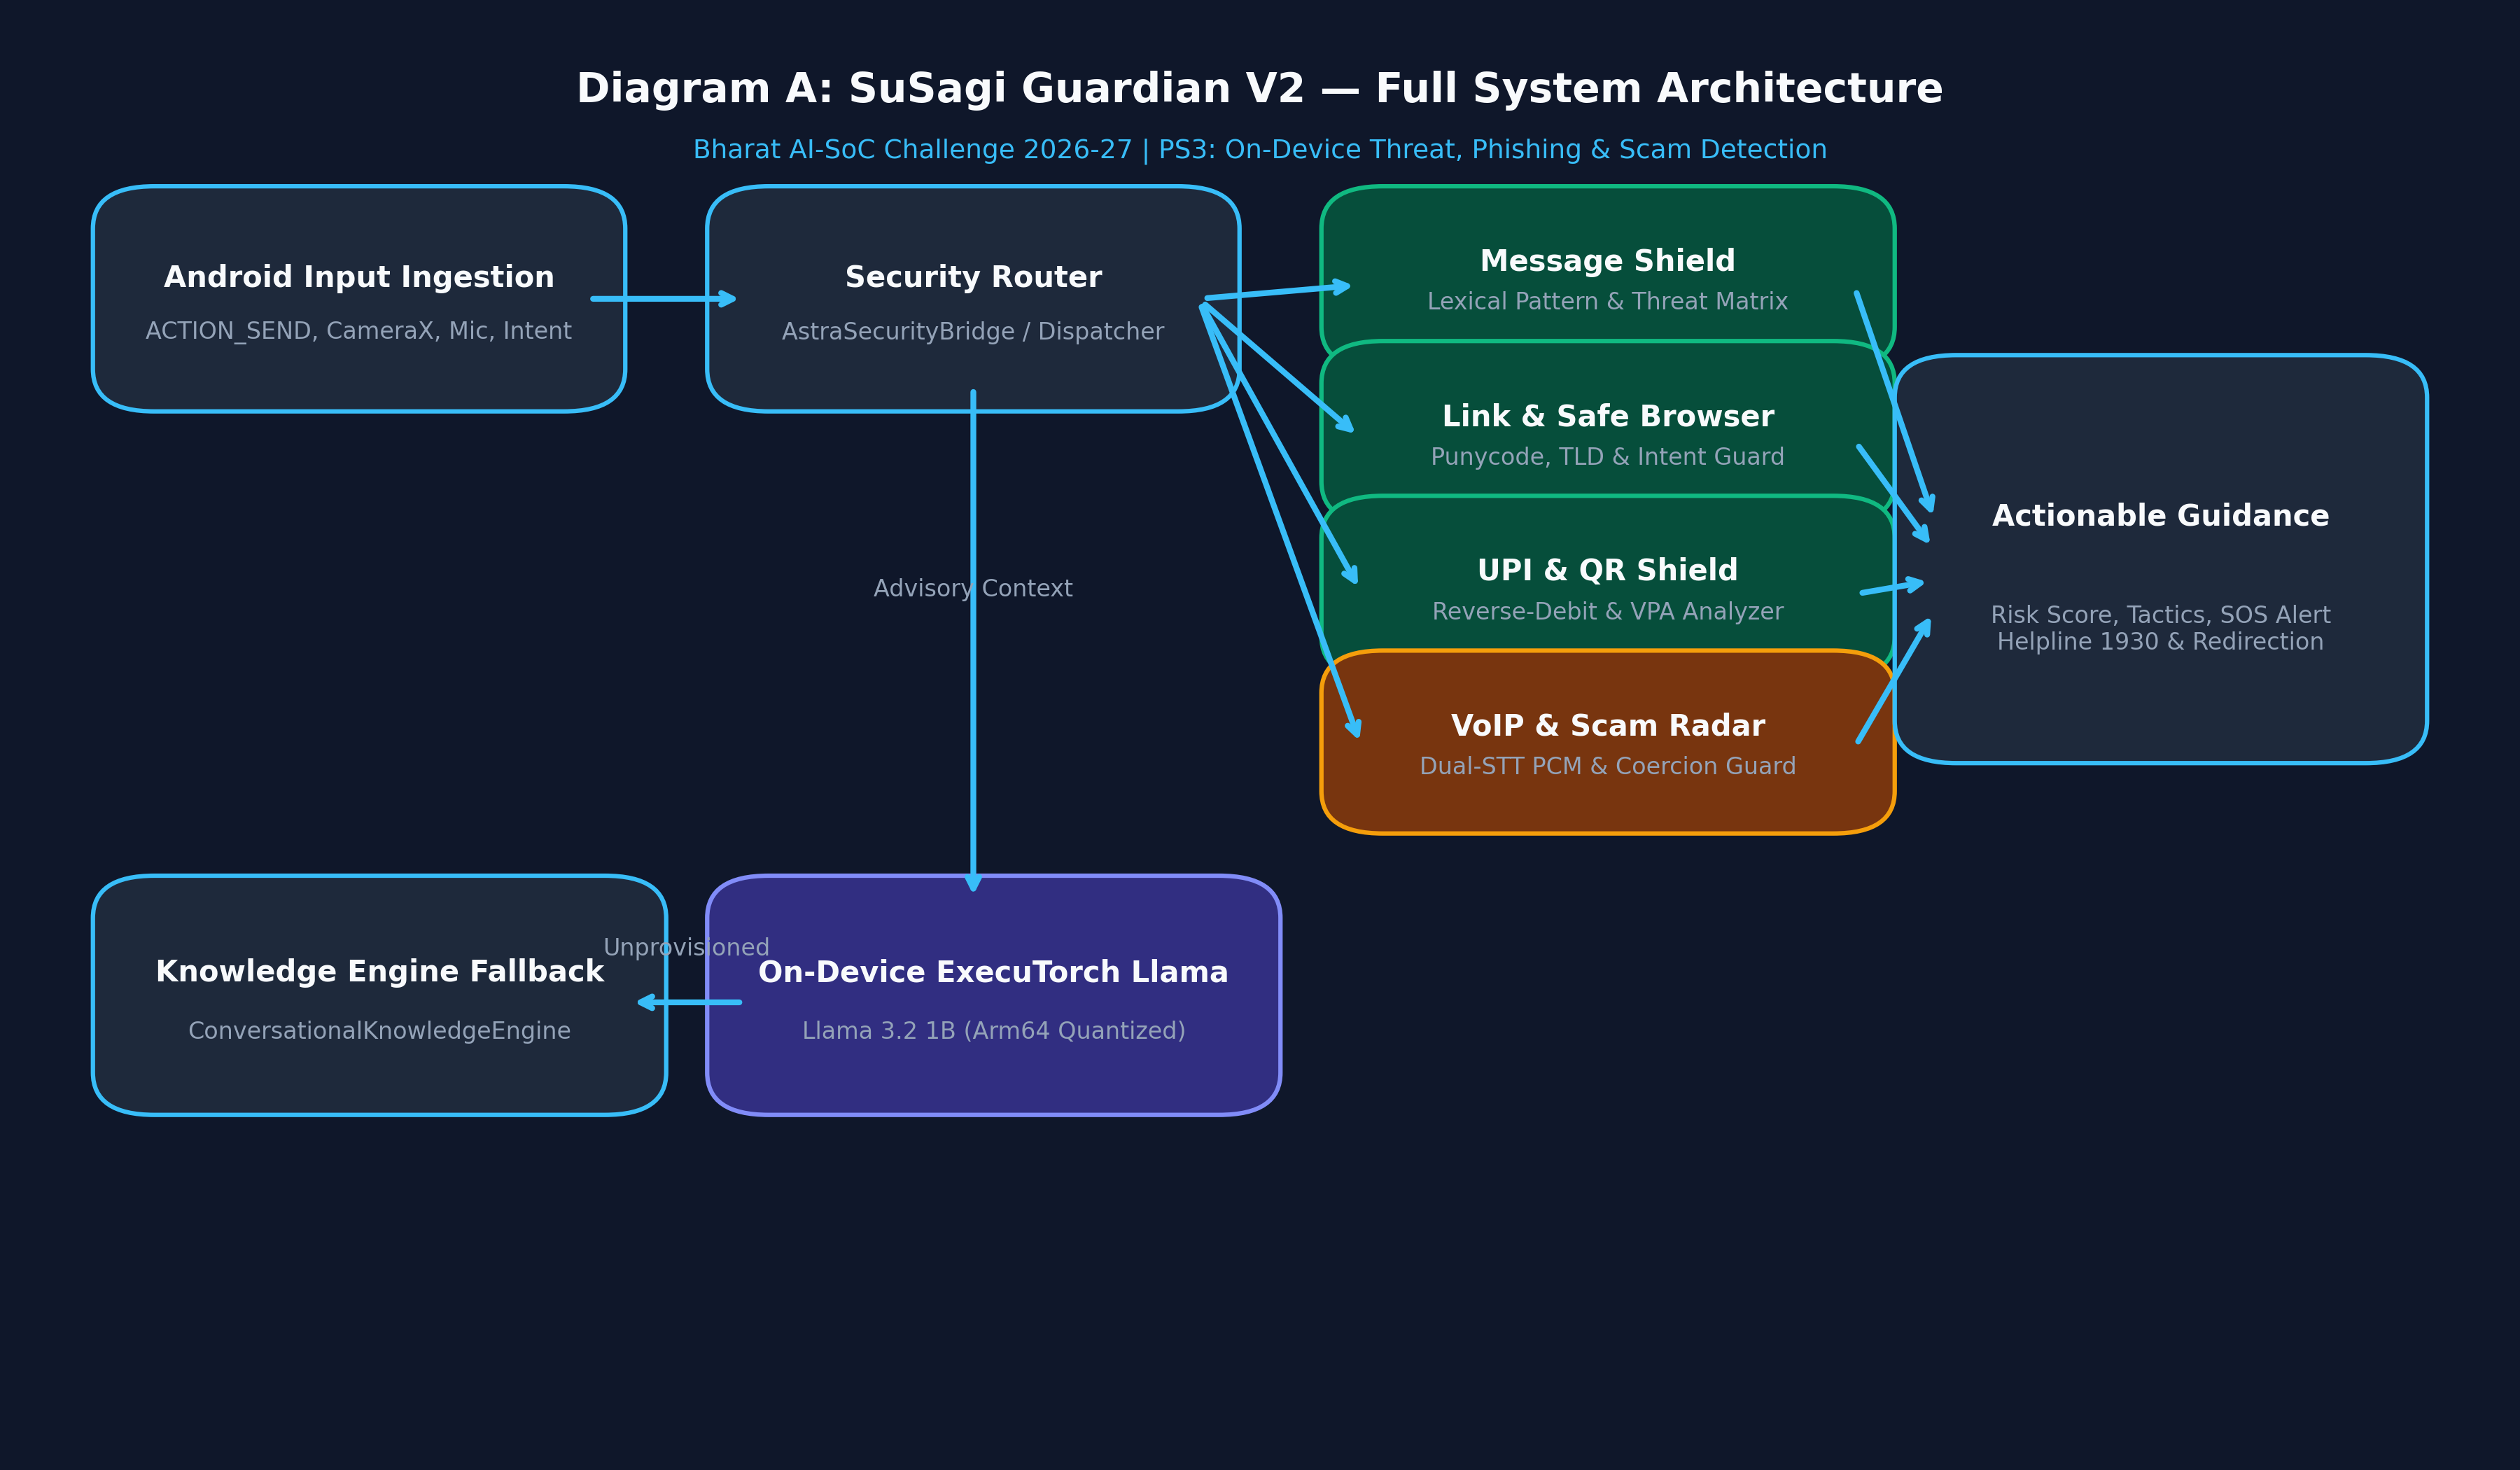 Diagram A: SuSagi Guardian V2 — Full System Architecture
Bharat AI-SoC Challenge 2026-27 | PS3: On-Device Threat, Phishing & Scam Detection
Android Input Ingestion
ACTION_SEND, CameraX, Mic, Intent
Security Router
AstraSecurityBridge / Dispatcher
Message Shield
Lexical Pattern & Threat Matrix
Link & Safe Browser
Punycode, TLD & Intent Guard
UPI & QR Shield
Reverse-Debit & VPA Analyzer
VoIP & Scam Radar
Dual-STT PCM & Coercion Guard
Actionable Guidance
Risk Score, Tactics, SOS Alert
Helpline 1930 & Redirection
Advisory Context
Knowledge Engine Fallback
ConversationalKnowledgeEngine
Unprovisioned
On-Device ExecuTorch Llama
Llama 3.2 1B (Arm64 Quantized)